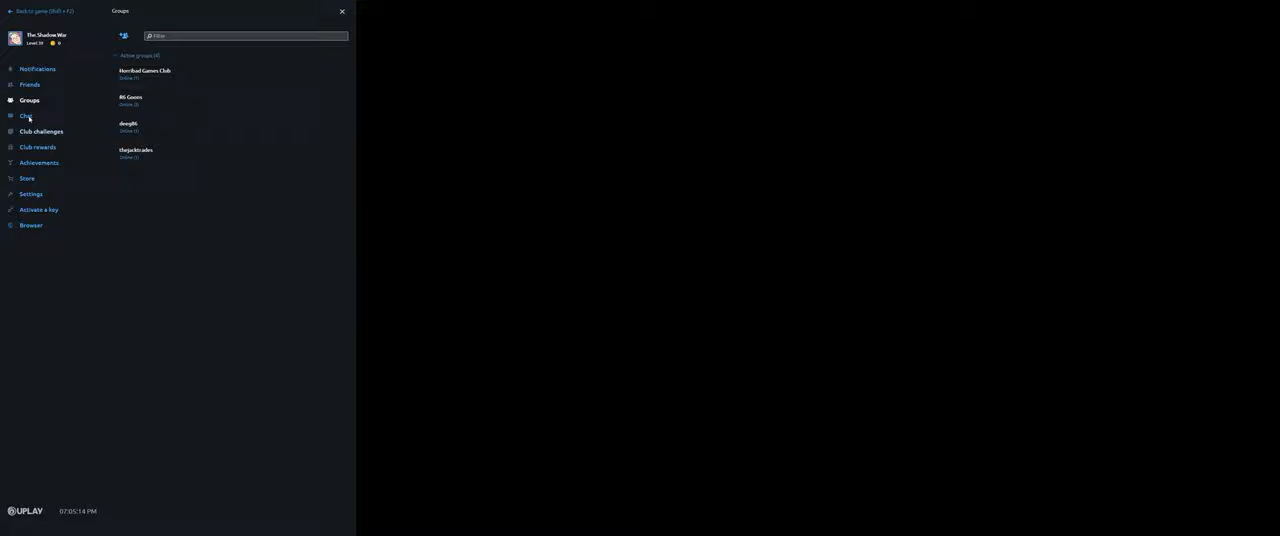 Back to game (Shift + F2)
Groups
The.Shadow.War
Level 39 0
Filter
Active groups (4)
Notifications
Horribad Games Club
Online (1)
Friends
R6 Goons
Online (3)
Groups
Chat
deeg86
Online (1)
Club challenges
Club rewards
thejacktrades
Online (1)
Achievements
Store
Settings
Activate a key
Browser
UPLAY 07:05:14 PM